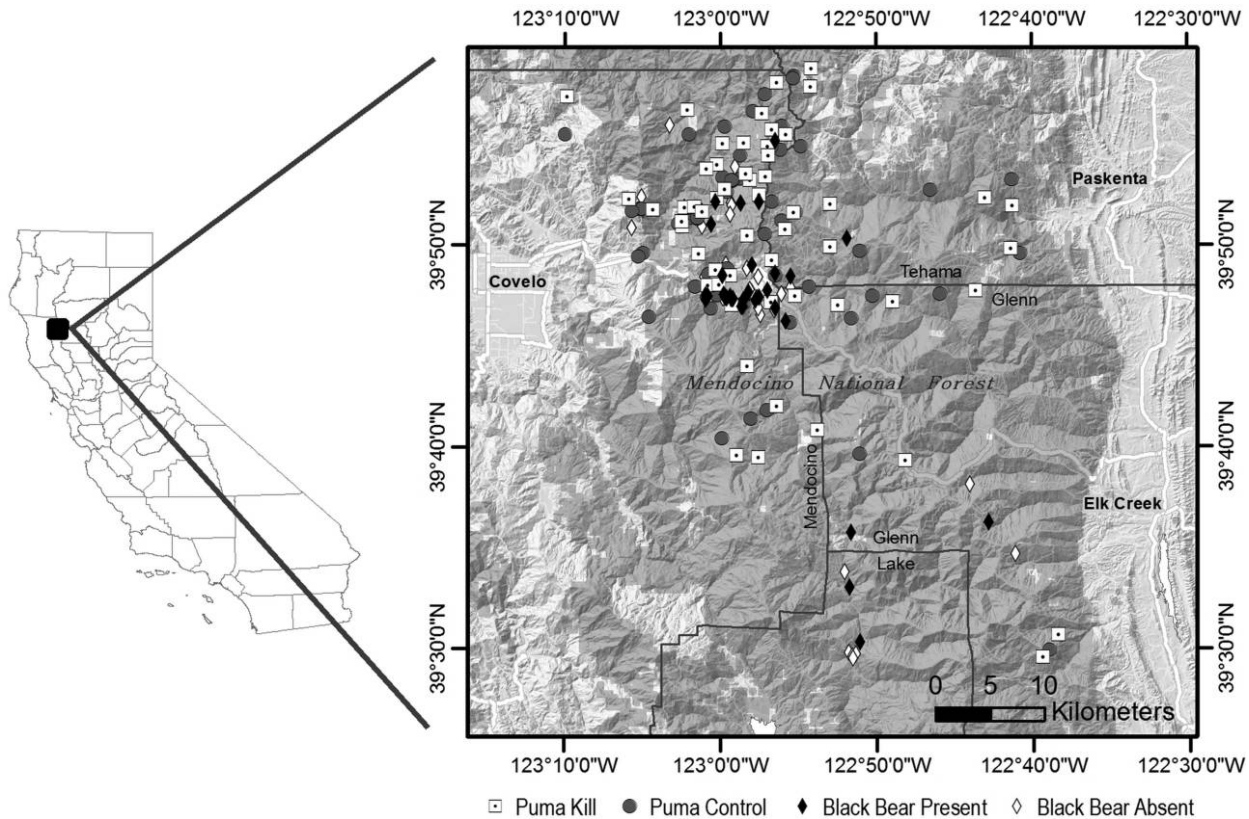 123°10'0"W 123°0'0"W 122°50'0"W 122°40'0"W 122°30'0"W
39°50'0"N
39°40'0"N
39°30'0"N
Paskenta
39°50'0"N
Covelo
Tehama
Glenn
Mendocino National Forest
39°40'0"N
Mendocino
Elk Creek
Glenn
Lake
39°30'0"N
0 5 10
Kilometers
123°10'0"W 123°0'0"W 122°50'0"W 122°40'0"W 122°30'0"W
Puma Kill Puma Control Black Bear Present Black Bear Absent